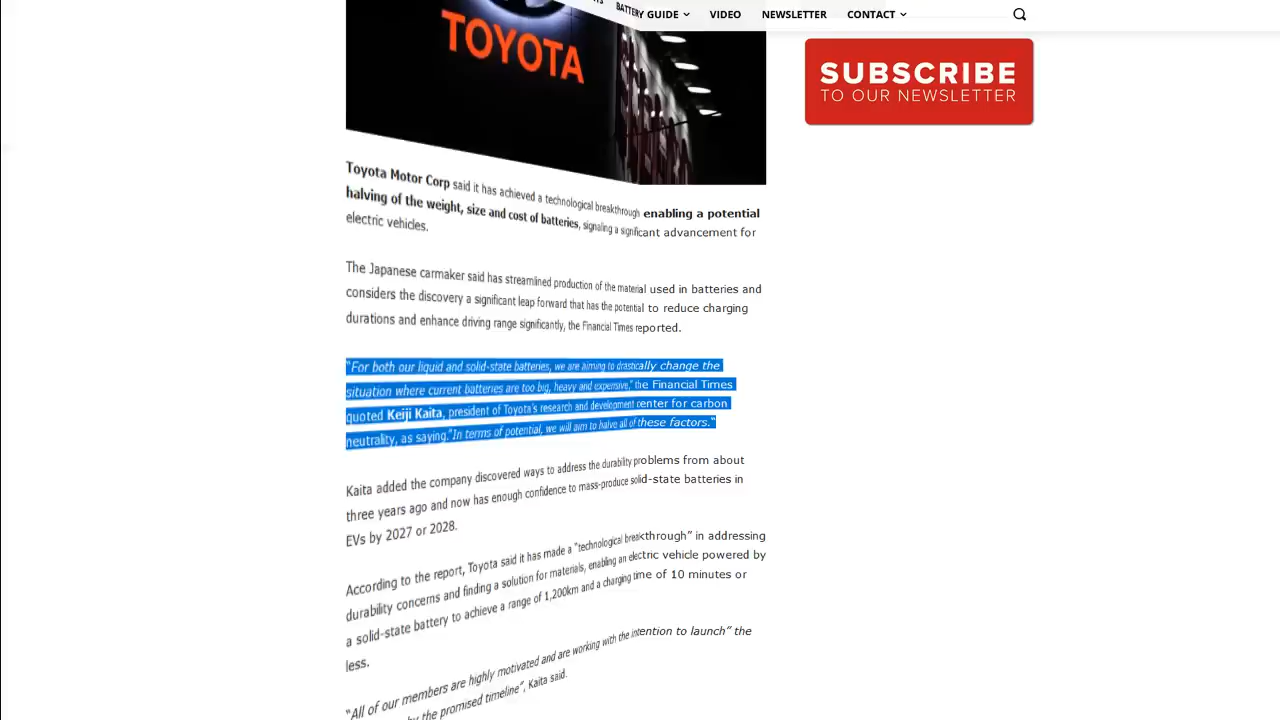 BATTERY GUIDE VIDEO NEWSLETTER CONTACT
TOYOTA
SUBSCRIBE
TO OUR NEWSLETTER
Toyota Motor Corp said it has achieved a technological breakthrough enabling a potential
halving of the weight, size and cost of batteries, signaling a significant advancement for
electric vehicles.
The Japanese carmaker said has streamlined production of the material used in batteries and
considers the discovery a significant leap forward that has the potential to reduce charging
durations and enhance driving range significantly, the Financial Times reported.
"For both our liquid and solid-state batteries, we are aiming to drastically change the
situation where current batteries are too big, heavy and expensive," the Financial Times
quoted Keiji Kaita, president of Toyota's research and development center for carbon
neutrality, as saying."In terms of potential, we will aim to halve all of these factors."
Kaita added the company discovered ways to address the durability problems from about
three years ago and now has enough confidence to mass-produce solid-state batteries in
EVs by 2027 or 2028.
According to the report, Toyota said it has made a "technological breakthrough" in addressing
durability concerns and finding a solution for materials, enabling an electric vehicle powered by
a solid-state battery to achieve a range of 1,200km and a charging time of 10 minutes or
less.
"All of our members are highly motivated and are working with the intention to launch" the
by the promised timeline", Kaita said.